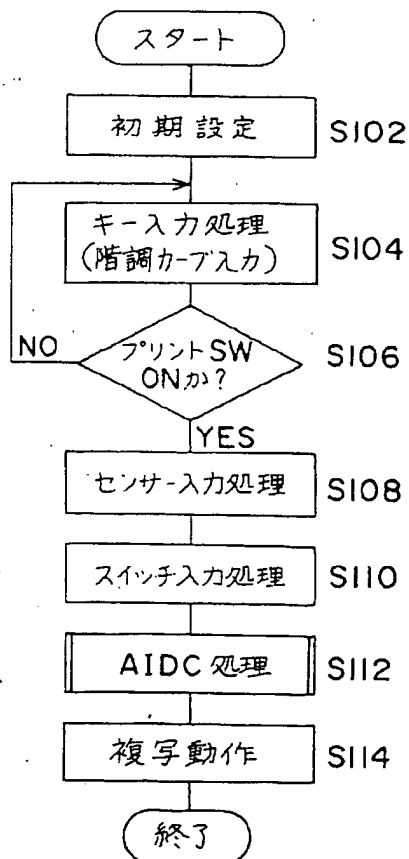 スタート
初期設定 S102
キー入力処理
(階調カーブ入力) S104
NO プリントSW
ONか? S106
YES
センサー入力処理 S108
スイッチ入力処理 S110
AIDC処理 S112
複写動作 S114
終了